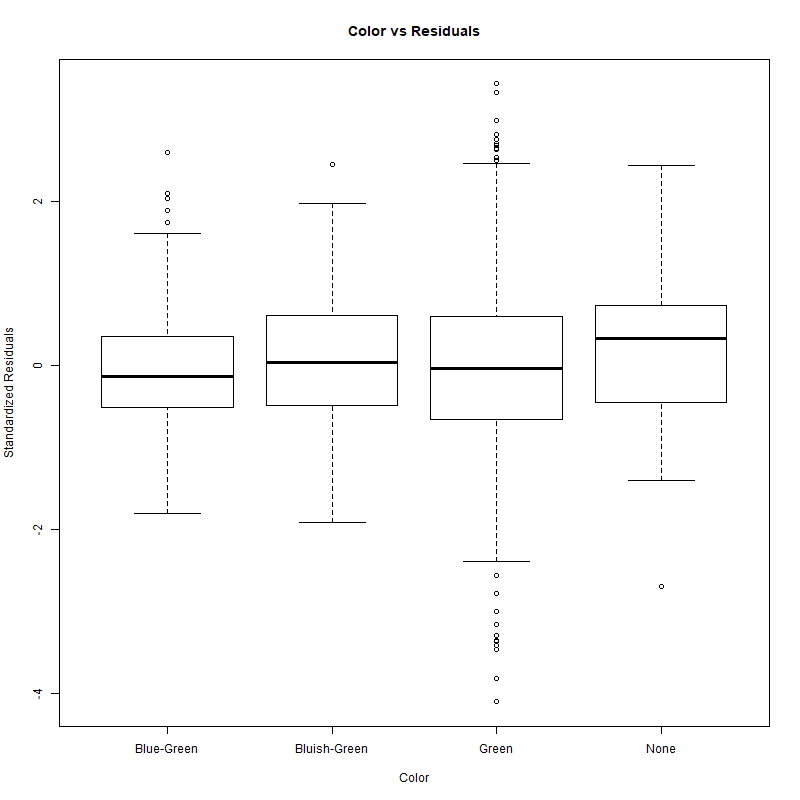 Color vs Residuals
Standardized Residuals
2
0
-2
-4
Blue-Green
Bluish-Green
Green
None
Color